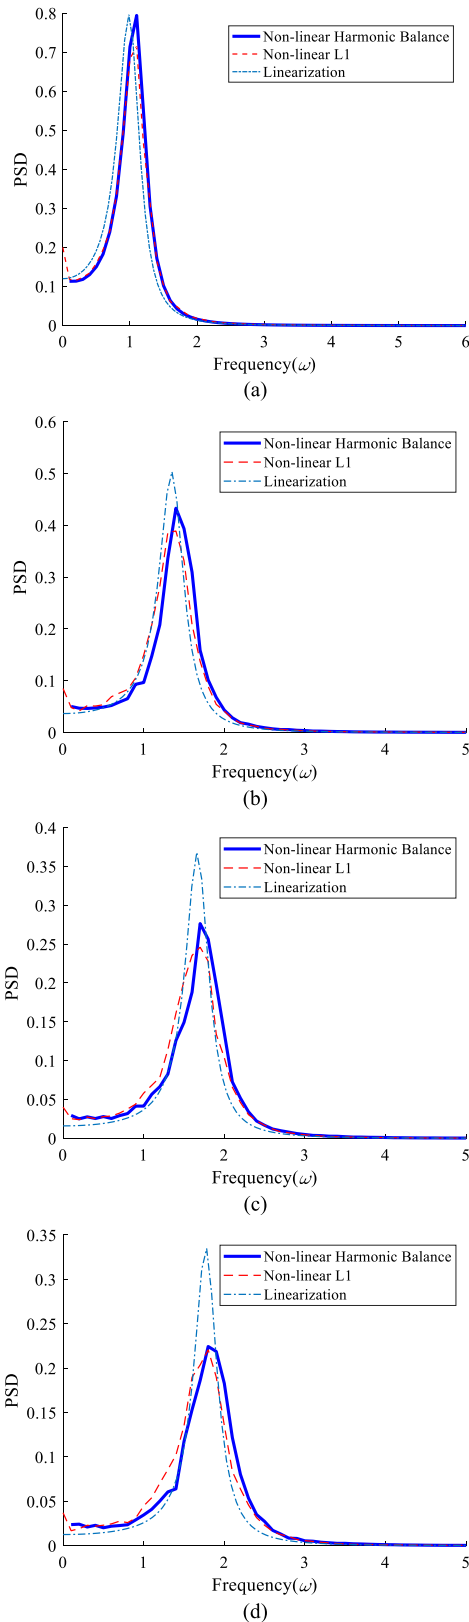 0.8
0.7
0.6
0.5
0.4
0.3
0.2
0.1
0
PSD
Non-linear Harmonic Balance
Non-linear L1
Linearization
0 1 2 3 4 5 6
Frequency(ω)
(a)
0.6
0.5
0.4
0.3
0.2
0.1
0
PSD
Non-linear Harmonic Balance
Non-linear L1
Linearization
0 1 2 3 4 5
Frequency(ω)
(b)
0.4
0.35
0.3
0.25
0.2
0.15
0.1
0.05
0
PSD
Non-linear Harmonic Balance
Non-linear L1
Linearization
0 1 2 3 4 5
Frequency(ω)
(c)
0.35
0.3
0.25
0.2
0.15
0.1
0.05
0
PSD
Non-linear Harmonic Balance
Non-linear L1
Linearization
0 1 2 3 4 5
Frequency(ω)
(d)